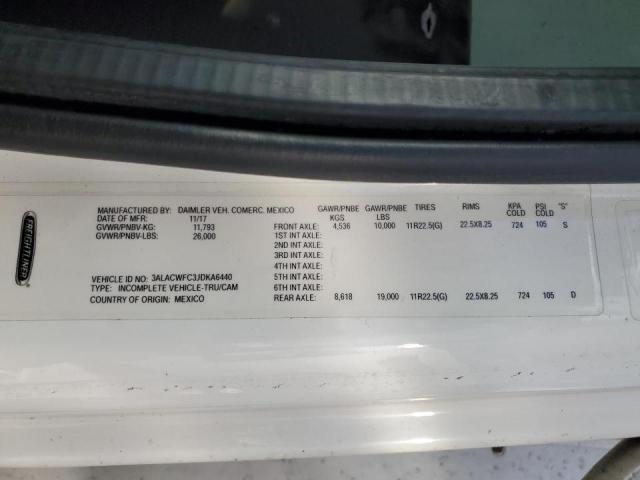 FREIGHTLINER
MANUFACTURED BY: DAIMLER VEH. COMERC. MEXICO
DATE OF MFR: 11/17
GVWR/PNBV-KG: 11,793
GVWR/PNBV-LBS: 26,000
VEHICLE ID NO: 3ALACWFC3JDKA6440
TYPE: INCOMPLETE VEHICLE-TRU/CAM
COUNTRY OF ORIGIN: MEXICO
GAWR/PNBE KGS GAWR/PNBE LBS TIRES RIMS KPA COLD PSI COLD "S"
FRONT AXLE: 4,536 10,000 11R22.5(G) 22.5X8.25 724 105 S
1ST INT AXLE:
2ND INT AXLE:
3RD INT AXLE:
4TH INT AXLE:
5TH INT AXLE:
6TH INT AXLE:
REAR AXLE: 8,618 19,000 11R22.5(G) 22.5X8.25 724 105 D